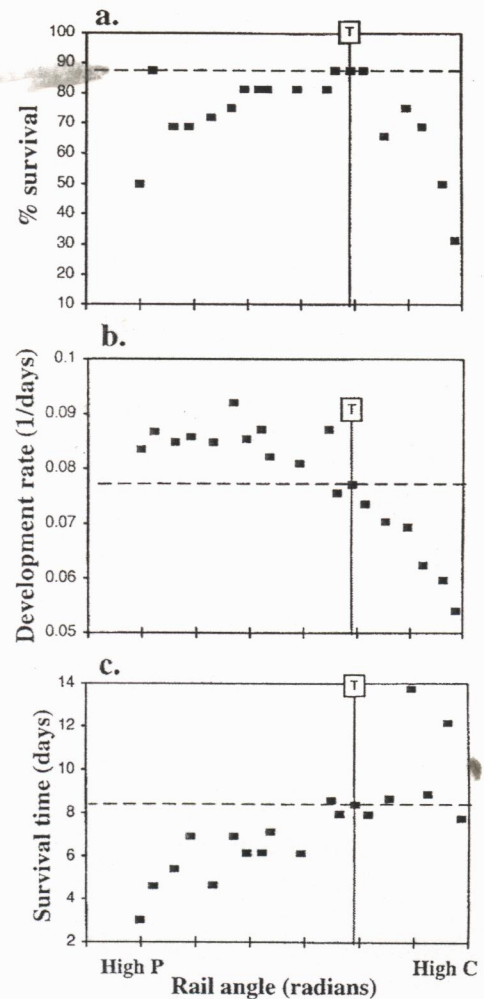 a.
T
100
90
80
70
60
50
40
30
20
10
% survival
b.
0.1
0.09
0.08
0.07
0.06
0.05
T
Development rate (1/days)
c.
14
12
10
8
6
4
2
T
Survival time (days)
High P
High C
Rail angle (radians)